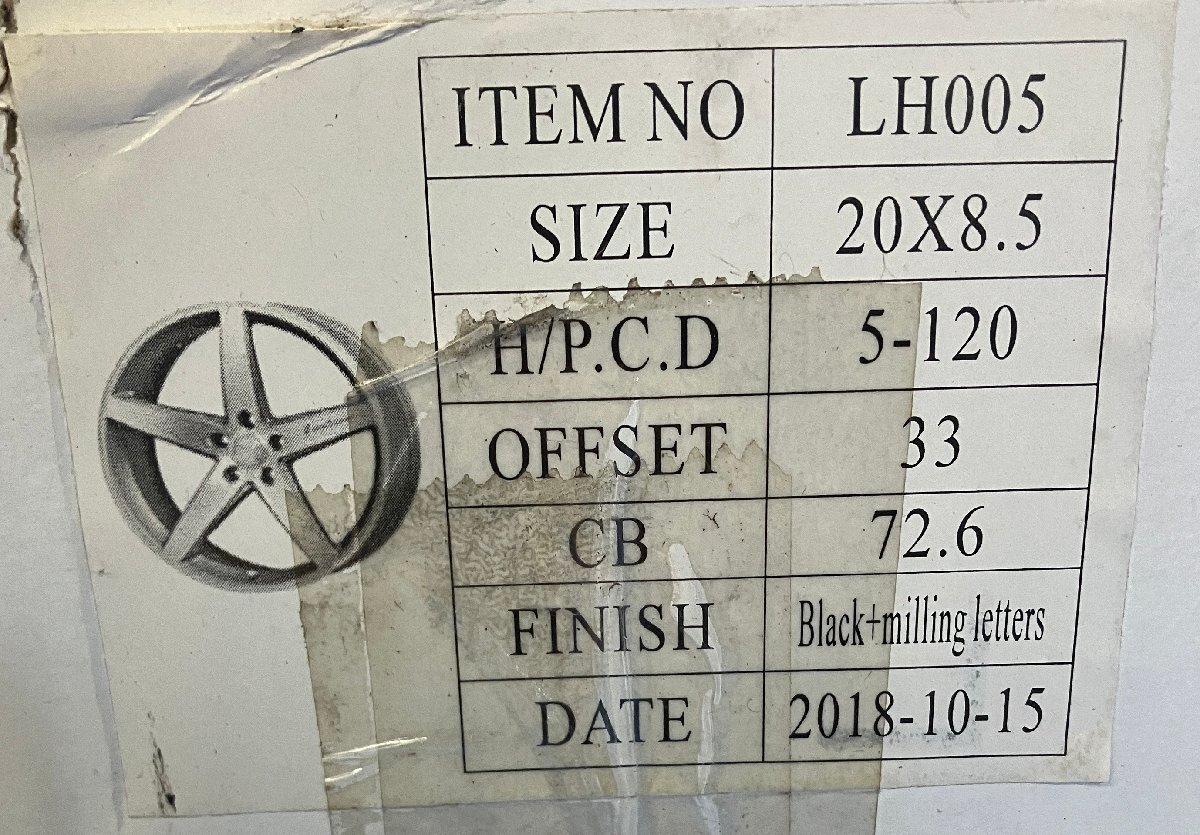 ITEM NO LH005
SIZE 20X8.5
H/P.C.D 5-120
OFFSET 33
CB 72.6
FINISH Black+milling letters
DATE 2018-10-15